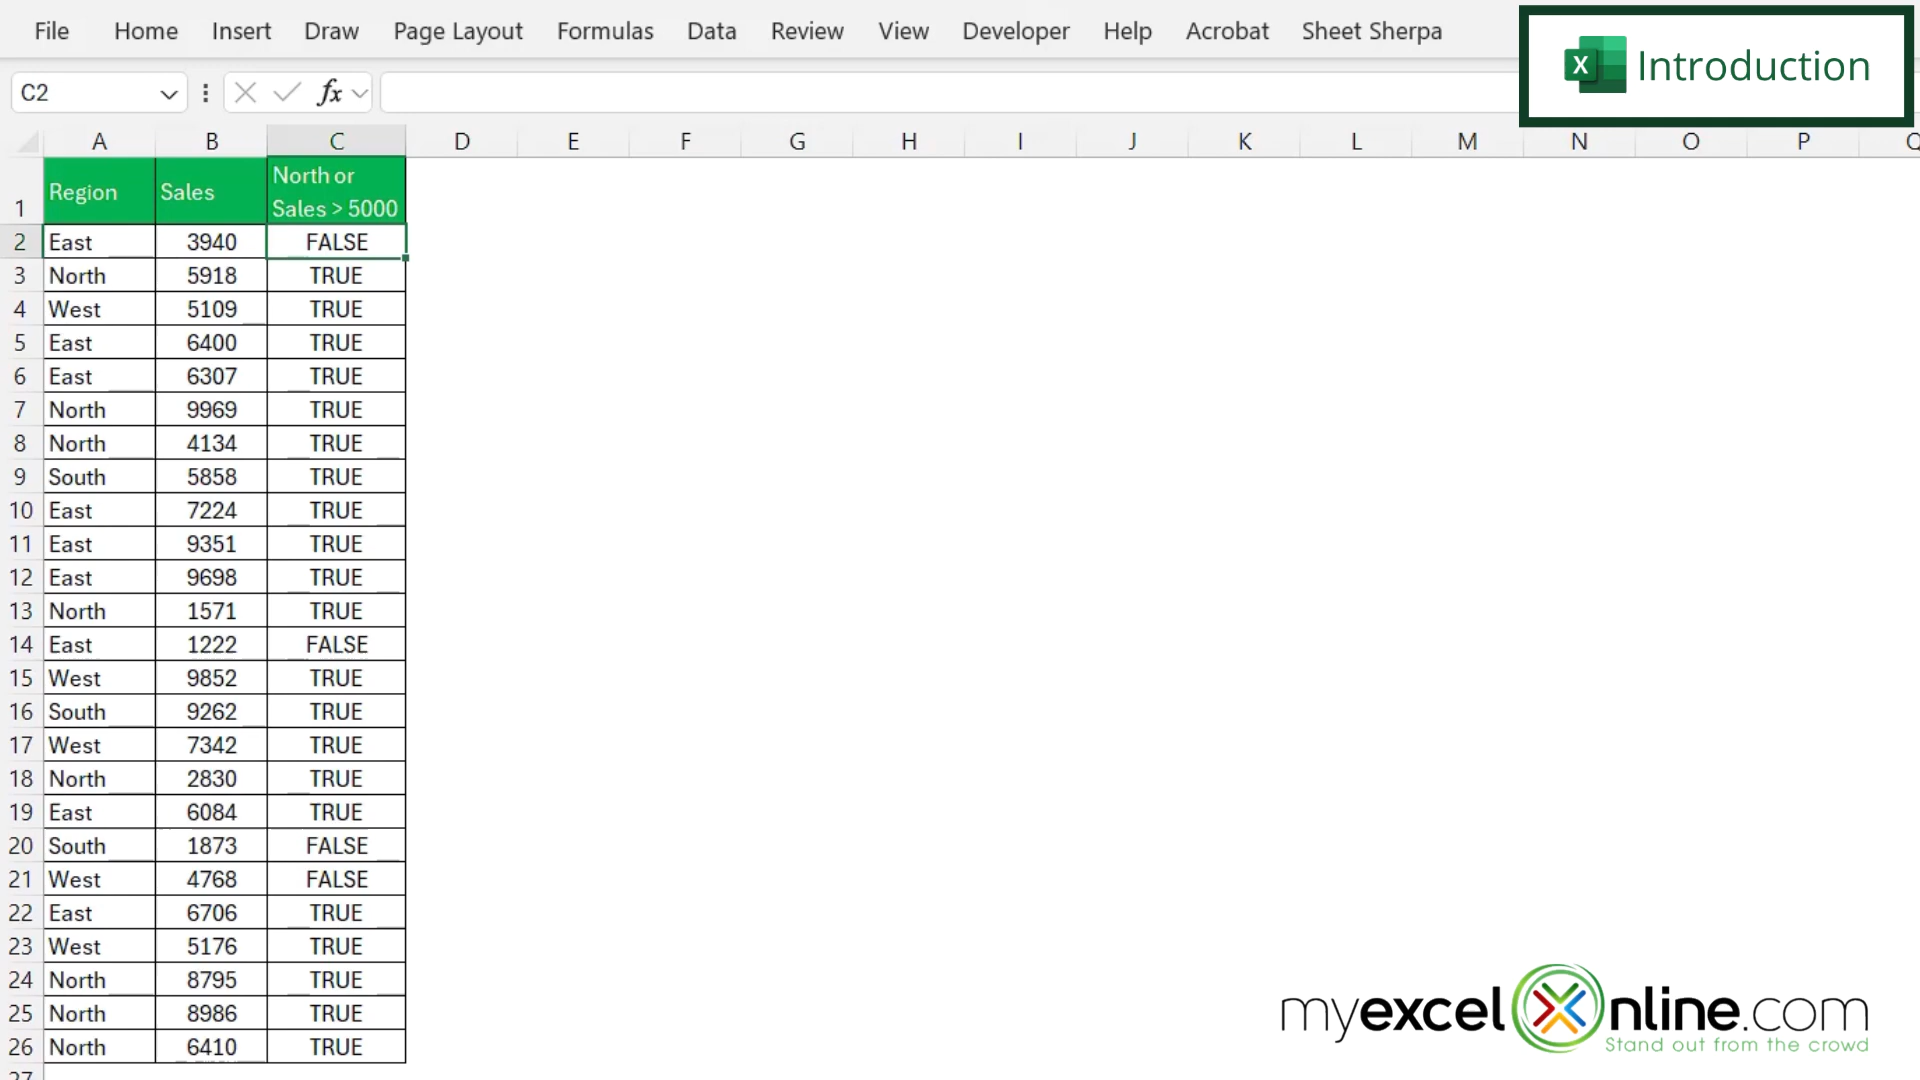 File Home Insert Draw Page Layout Formulas Data Review View Developer Help Acrobat Sheet Sherpa
X Introduction
C2 fx
A B C D E F G H I J K L M N O P Q
1 Region Sales North or
Sales > 5000
2 East 3940 FALSE
3 North 5918 TRUE
4 West 5109 TRUE
5 East 6400 TRUE
6 East 6307 TRUE
7 North 9969 TRUE
8 North 4134 TRUE
9 South 5858 TRUE
10 East 7224 TRUE
11 East 9351 TRUE
12 East 9698 TRUE
13 North 1571 TRUE
14 East 1222 FALSE
15 West 9852 TRUE
16 South 9262 TRUE
17 West 7342 TRUE
18 North 2830 TRUE
19 East 6084 TRUE
20 South 1873 FALSE
21 West 4768 FALSE
22 East 6706 TRUE
23 West 5176 TRUE
24 North 8795 TRUE
25 North 8986 TRUE
26 North 6410 TRUE
27
myexcelXnline.com
Stand out from the crowd